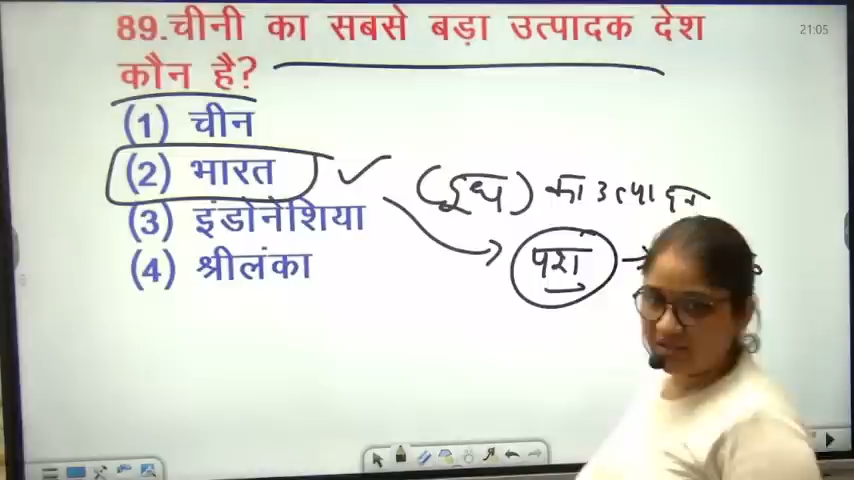 89.चीनी का सबसे बड़ा उत्पादक देश
कौन है?
(1) चीन
(2) भारत
(3) इंडोनेशिया
(4) श्रीलंका
(दूध) का उत्पादन
पशु
21:05